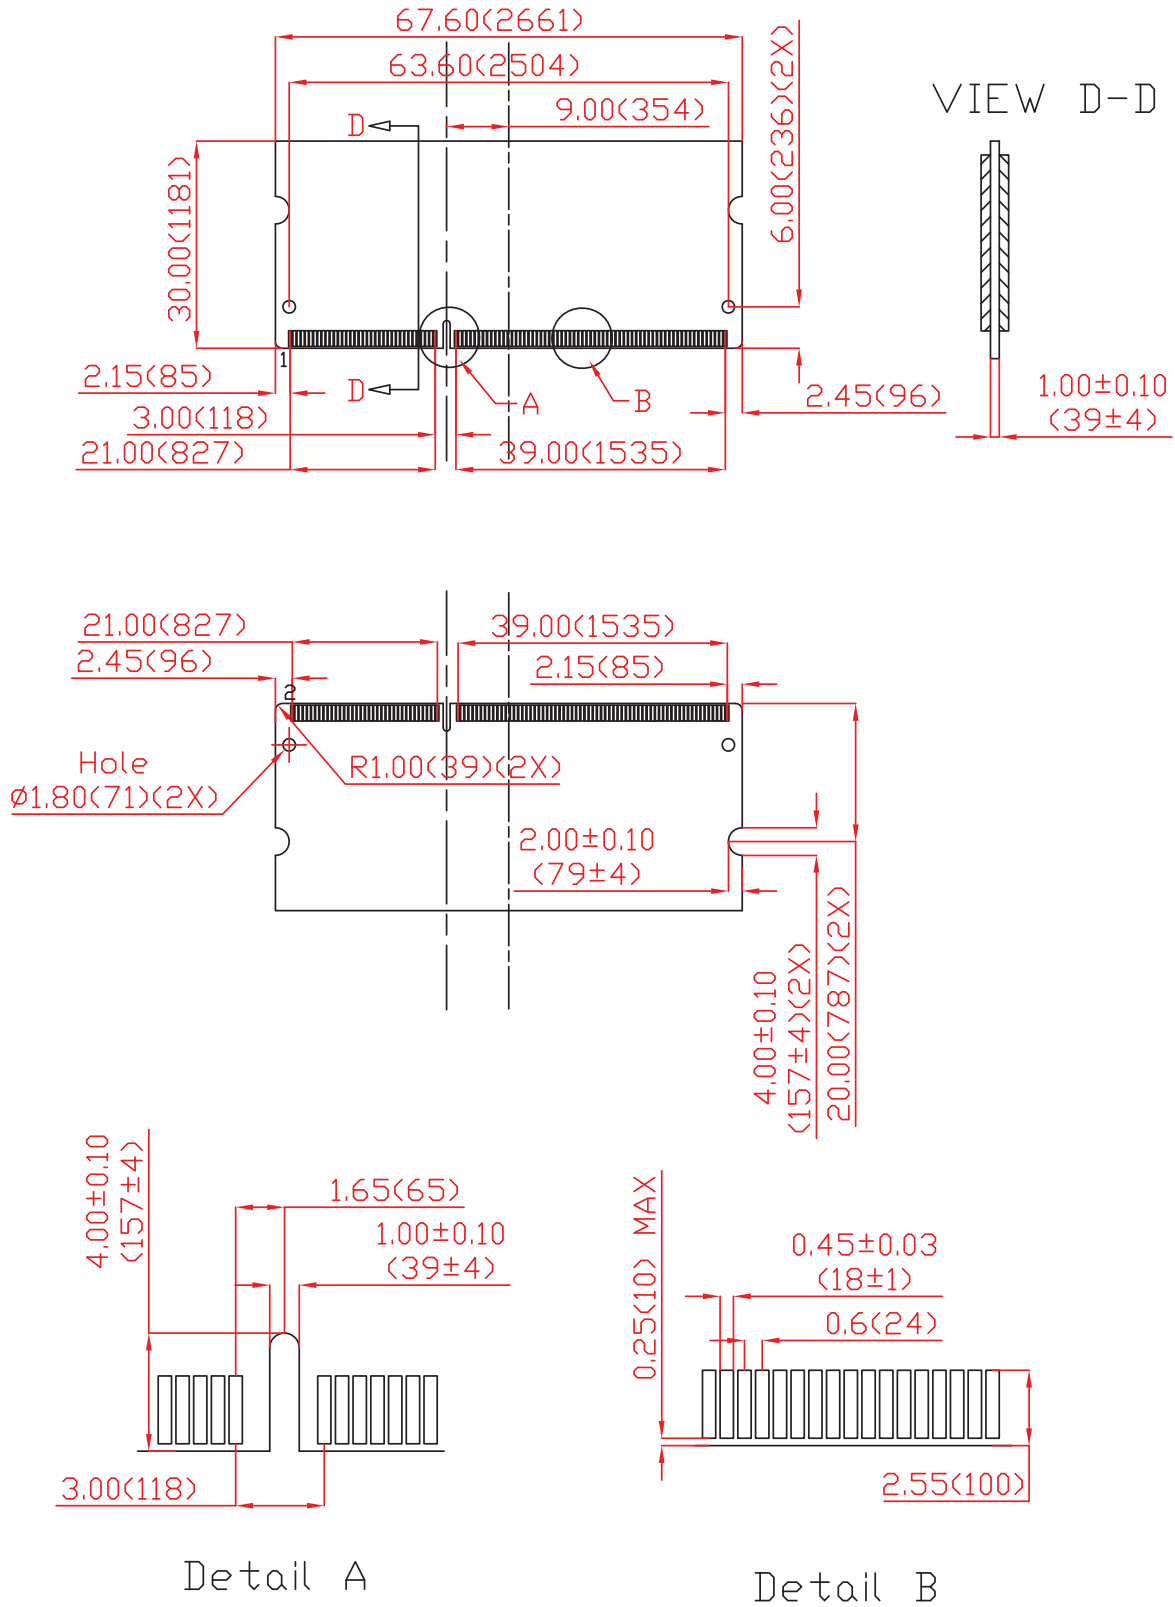 67.60(2661)
63.60(2504)
9.00(354)
6.00(236)(2X)
VIEW D-D
D
30.00(1181)
1
2.15(85)
D
A
B
3.00(118)
2.45(96)
1.00±0.10
(39±4)
21.00(827)
39.00(1535)
21.00(827)
39.00(1535)
2.45(96)
2.15(85)
2
Hole
Ø1.80(71)(2X)
R1.00(39)(2X)
2.00±0.10
(79±4)
4.00±0.10
(157±4)(2X)
20.00(787)(2X)
4.00±0.10
(157±4)
1.65(65)
1.00±0.10
(39±4)
3.00(118)
Detail A
0.25(10) MAX
0.45±0.03
(18±1)
0.6(24)
2.55(100)
Detail B